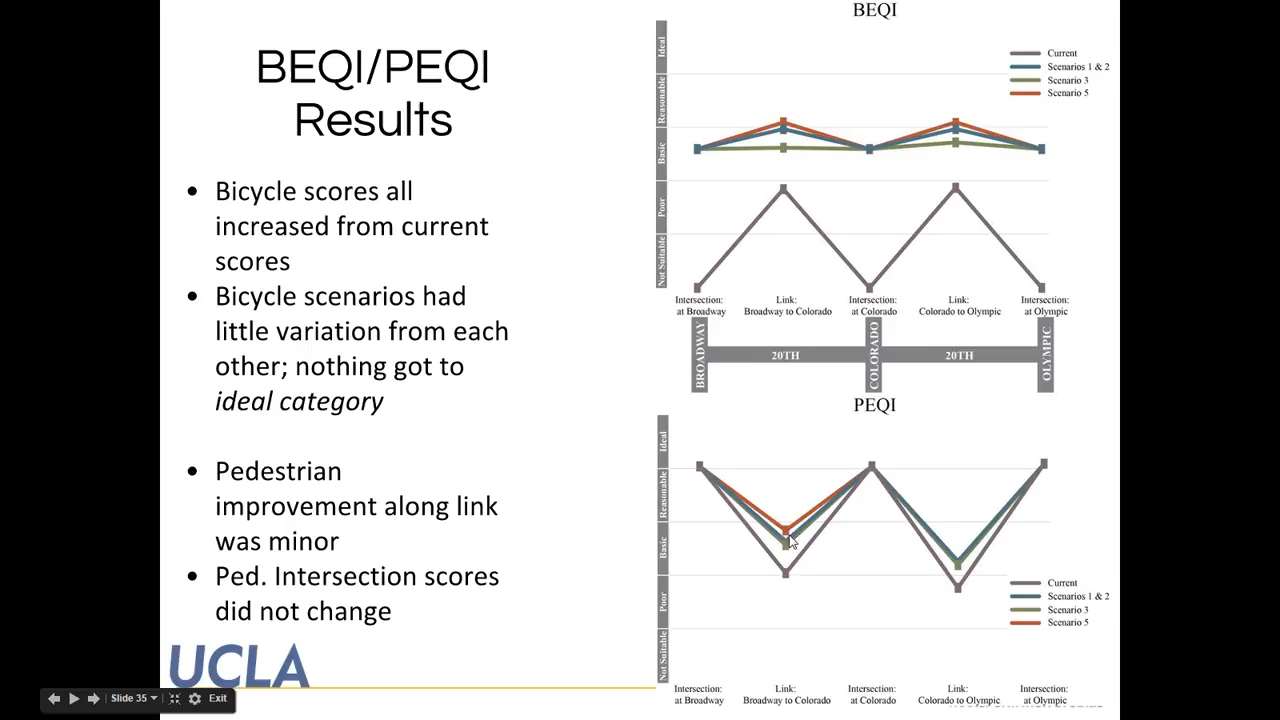 BEQI/PEQI
Results
• Bicycle scores all
increased from current
scores
• Bicycle scenarios had
little variation from each
other; nothing got to
ideal category
• Pedestrian
improvement along link
was minor
• Ped. Intersection scores
did not change
UCLA
Slide 35
Exit
BEQI
Ideal
Reasonable
Basic
Poor
Not Suitable
Current
Scenarios 1 & 2
Scenario 3
Scenario 5
Intersection:
at Broadway
Link:
Broadway to Colorado
Intersection:
at Colorado
Link:
Colorado to Olympic
Intersection:
at Olympic
BROADWAY
20TH
COLORADO
20TH
OLYMPIC
PEQI
Ideal
Reasonable
Basic
Poor
Not Suitable
Current
Scenarios 1 & 2
Scenario 3
Scenario 5
Intersection:
at Broadway
Link:
Broadway to Colorado
Intersection:
at Colorado
Link:
Colorado to Olympic
Intersection:
at Olympic